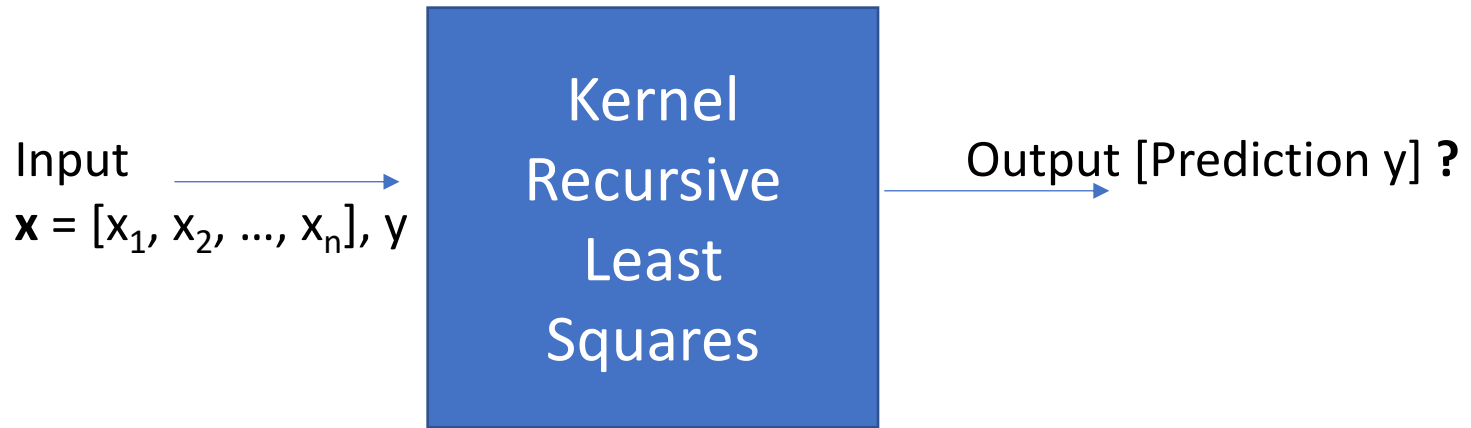 Input
x = [x₁, x₂, ..., xₙ], y
Kernel
Recursive
Least
Squares
Output [Prediction y] ?